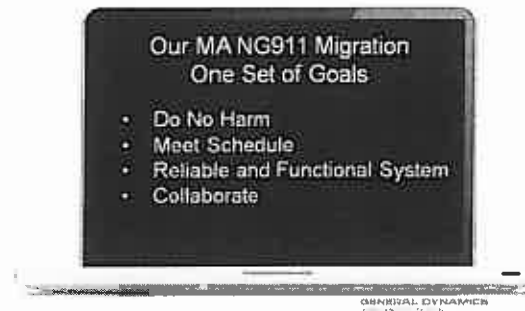 Our MA NG911 Migration
One Set of Goals
• Do No Harm
• Meet Schedule
• Reliable and Functional System
• Collaborate
GENERAL DYNAMICS